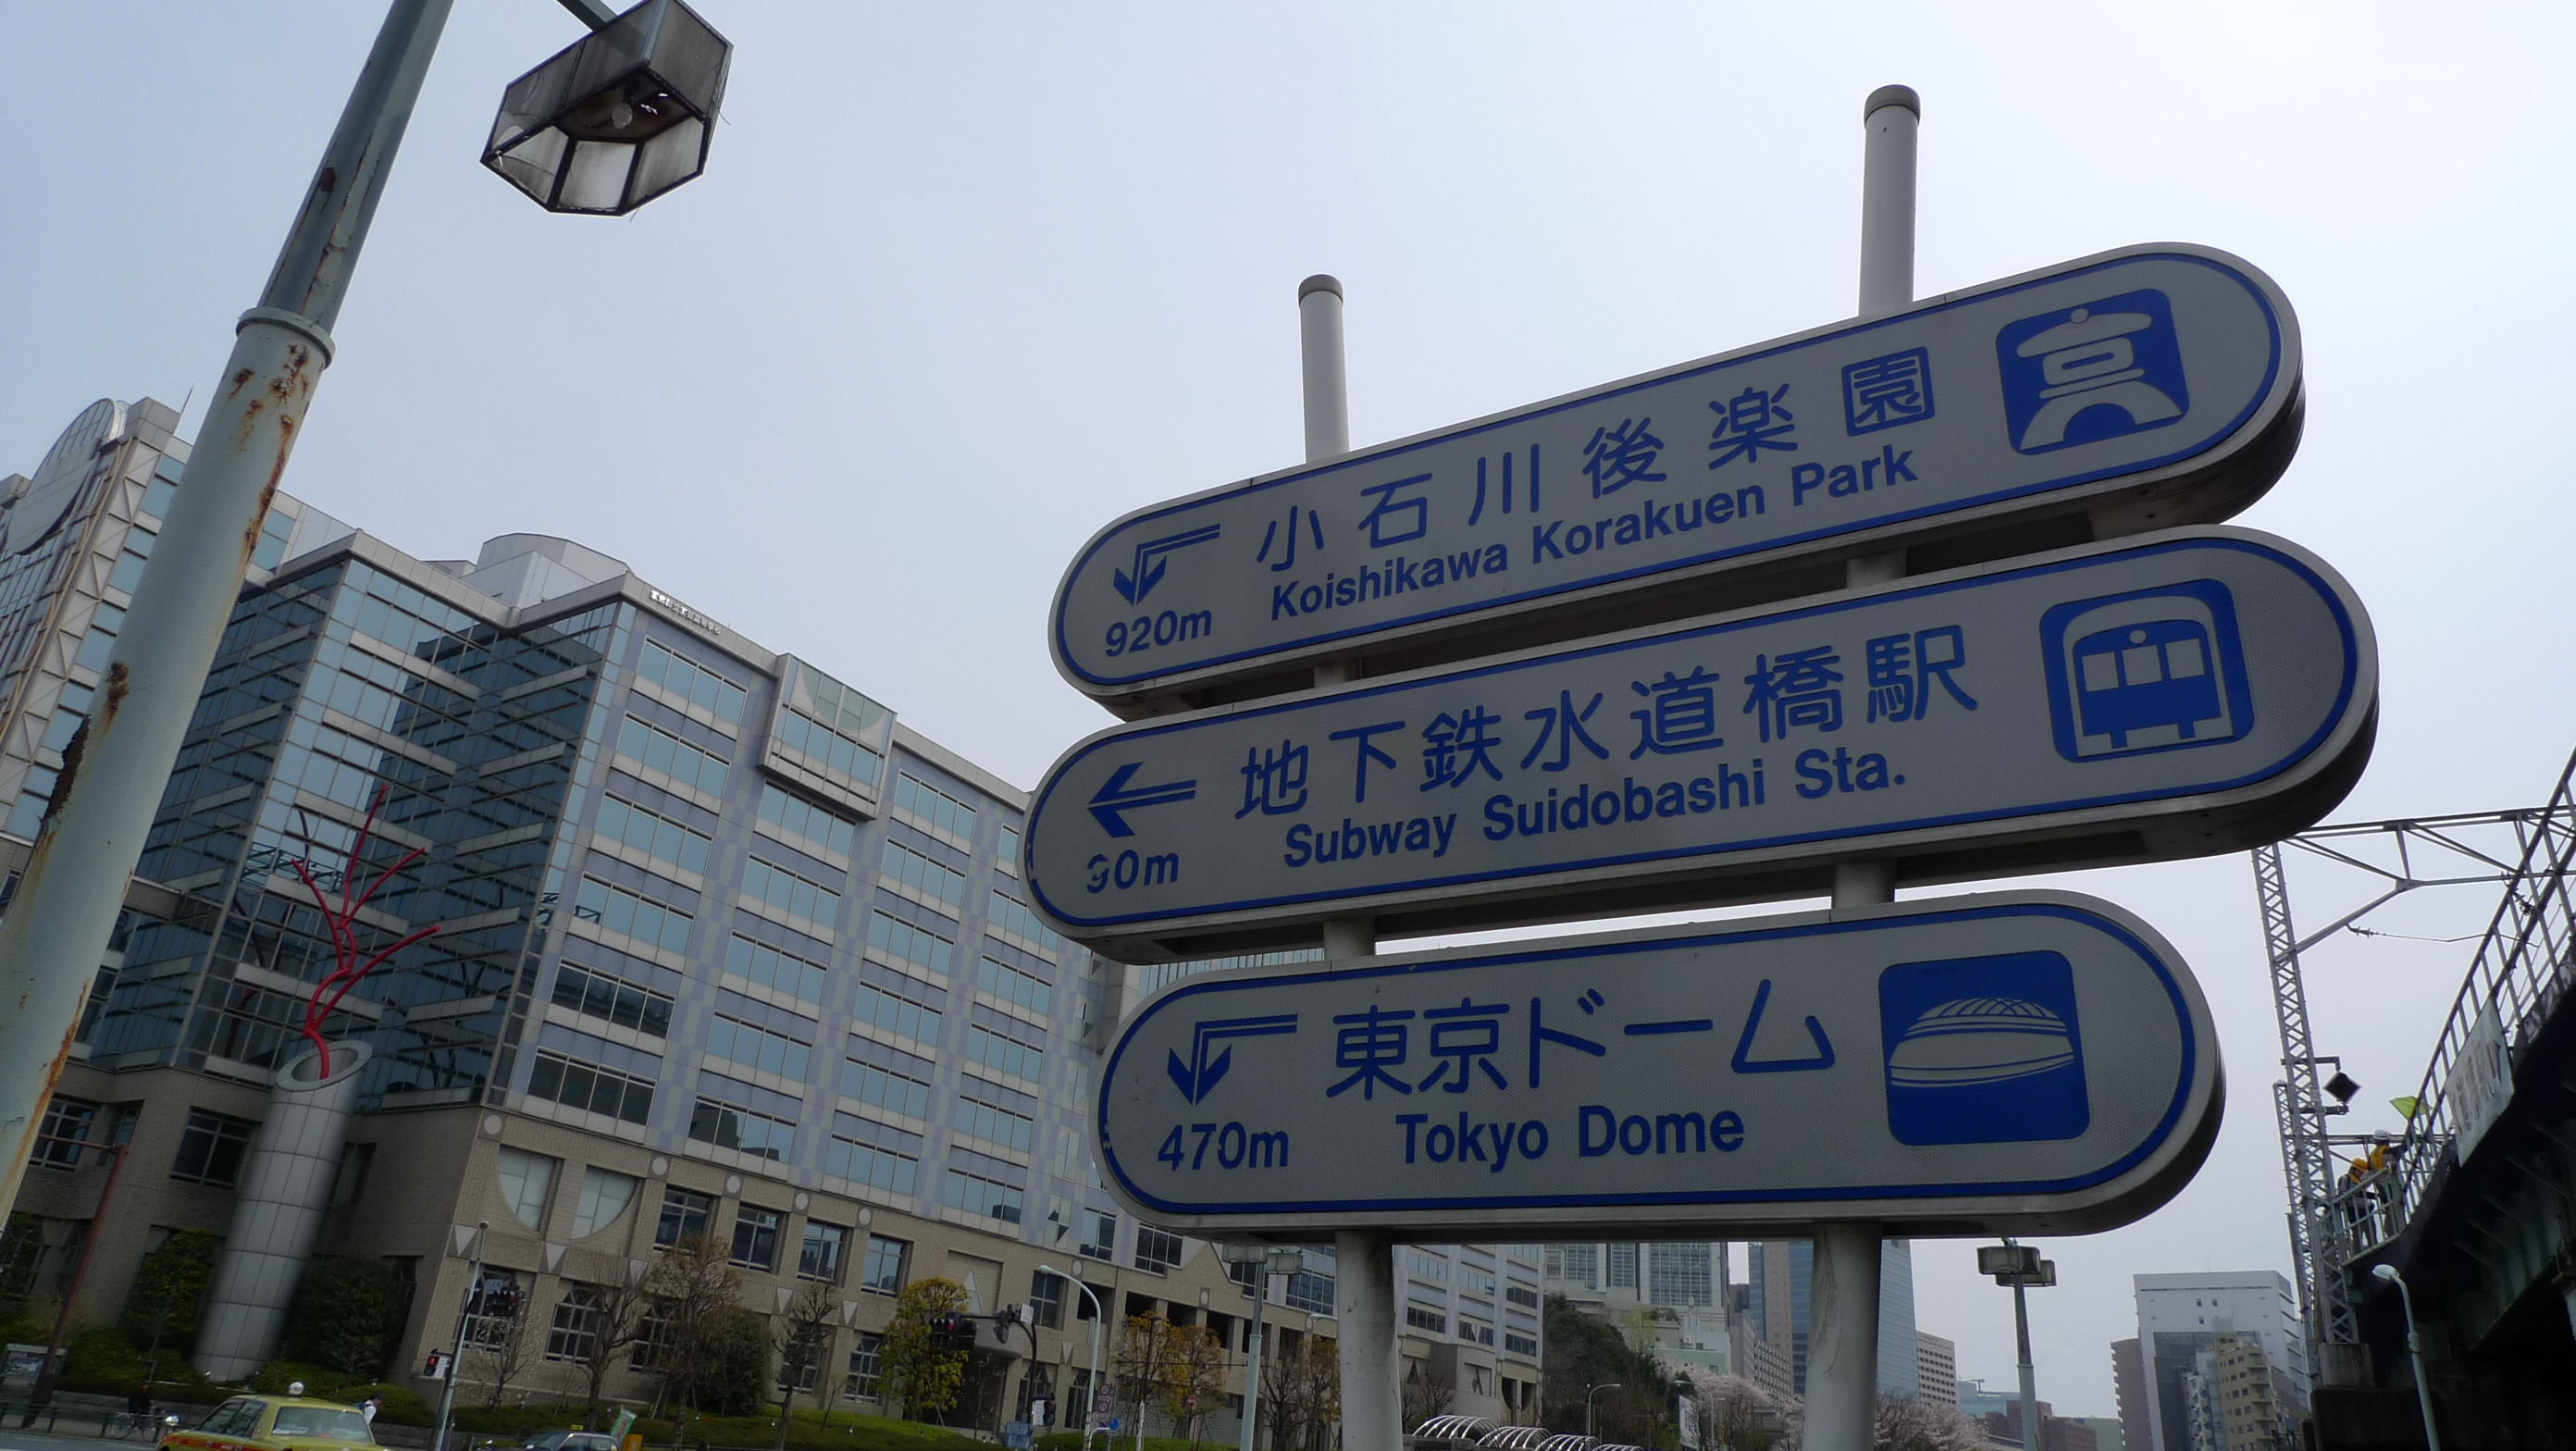 小石川後楽園
Koishikawa Korakuen Park
920m
地下鉄水道橋駅
Subway Suidobashi Sta.
90m
東京ドーム
Tokyo Dome
470m